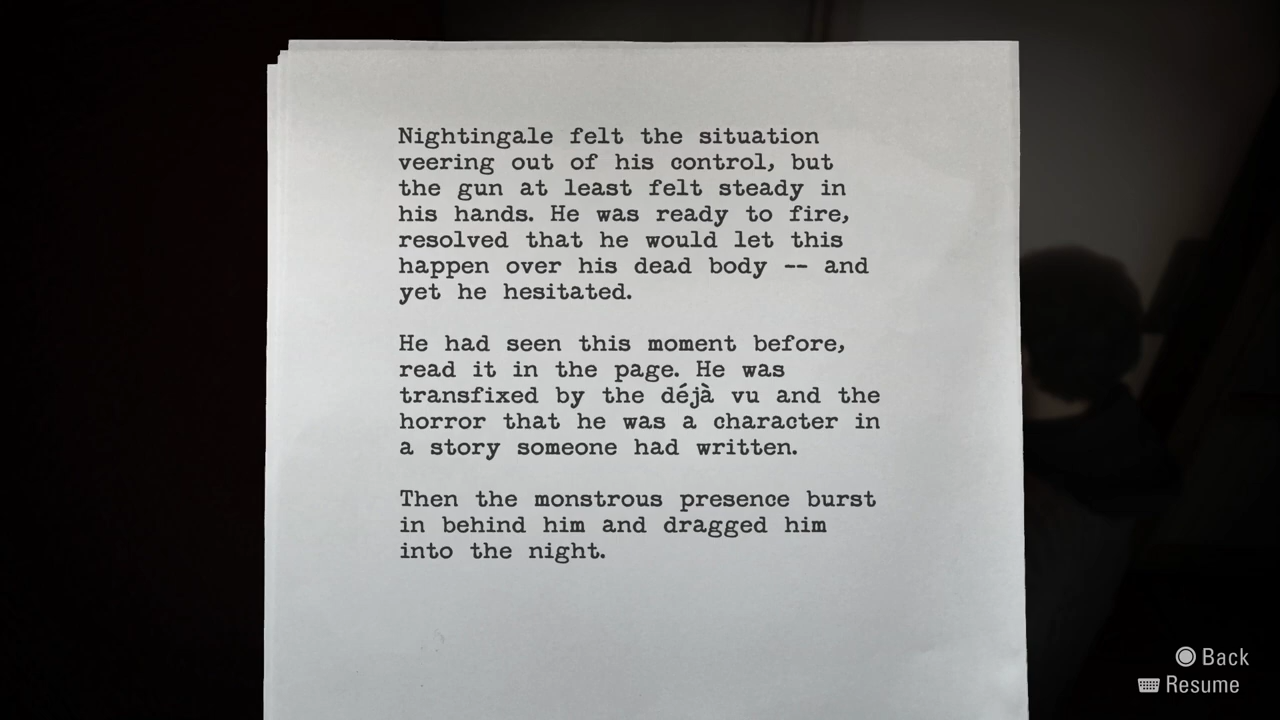 Nightingale felt the situation
veering out of his control, but
the gun at least felt steady in
his hands. He was ready to fire,
resolved that he would let this
happen over his dead body -- and
yet he hesitated.
He had seen this moment before,
read it in the page. He was
transfixed by the déjà vu and the
horror that he was a character in
a story someone had written.
Then the monstrous presence burst
in behind him and dragged him
into the night.
Back
Resume